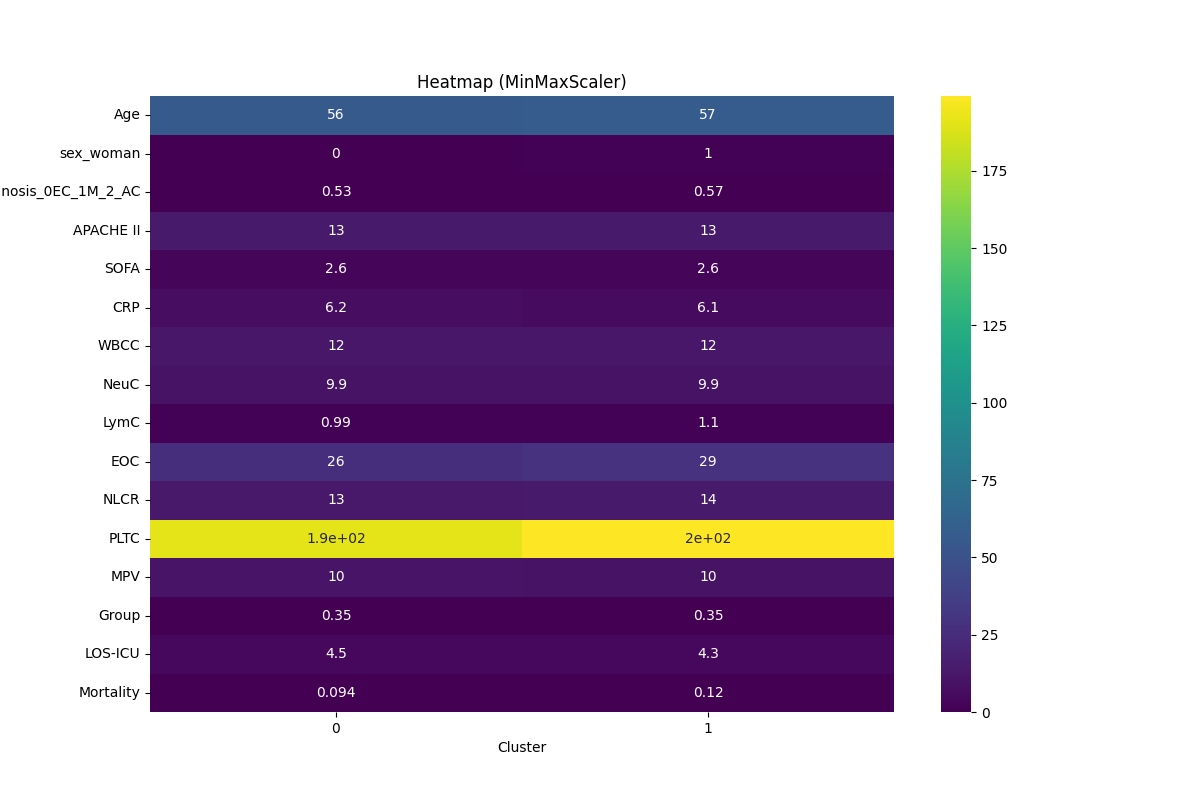 Heatmap (MinMaxScaler)
Age 56 57
sex_woman 0 1
nosis_0EC_1M_2_AC 0.53 0.57
APACHE II 13 13
SOFA 2.6 2.6
CRP 6.2 6.1
WBCC 12 12
NeuC 9.9 9.9
LymC 0.99 1.1
EOC 26 29
NLCR 13 14
PLTC 1.9e+02 2e+02
MPV 10 10
Group 0.35 0.35
LOS-ICU 4.5 4.3
Mortality 0.094 0.12
0 1
Cluster
175
150
125
100
75
50
25
0